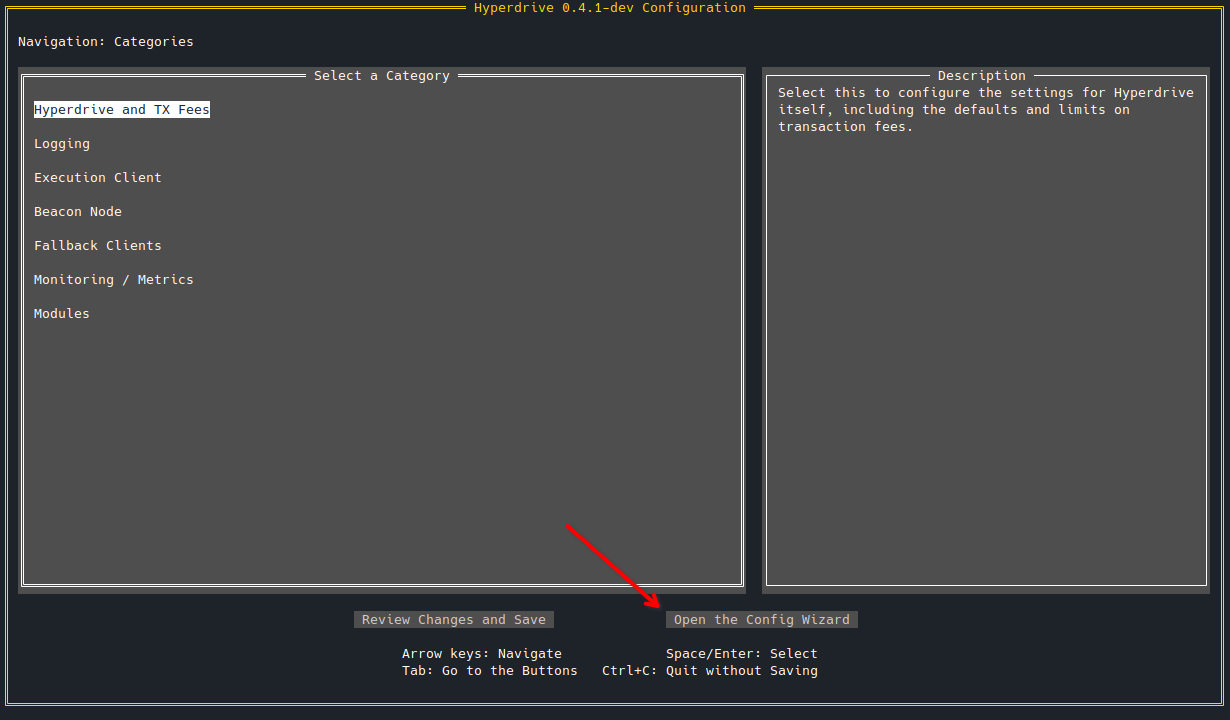 Hyperdrive 0.4.1-dev Configuration
Navigation: Categories
Select a Category
Hyperdrive and TX Fees
Logging
Execution Client
Beacon Node
Fallback Clients
Monitoring / Metrics
Modules
Description
Select this to configure the settings for Hyperdrive
itself, including the defaults and limits on
transaction fees.
Review Changes and Save
Open the Config Wizard
Arrow keys: Navigate Space/Enter: Select
Tab: Go to the Buttons Ctrl+C: Quit without Saving